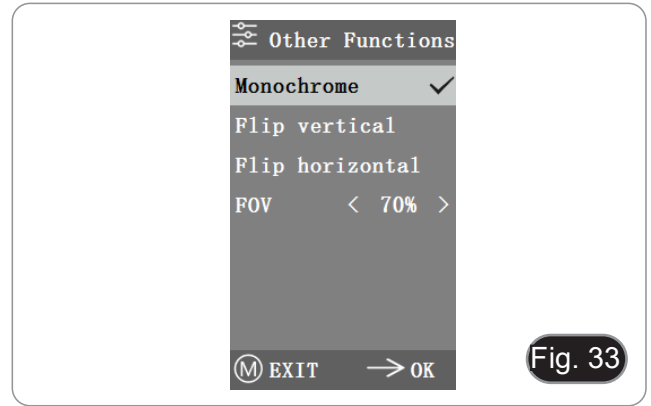 Other Functions
Monochrome
Flip vertical
Flip horizontal
FOV < 70% >
M EXIT → OK
Fig. 33